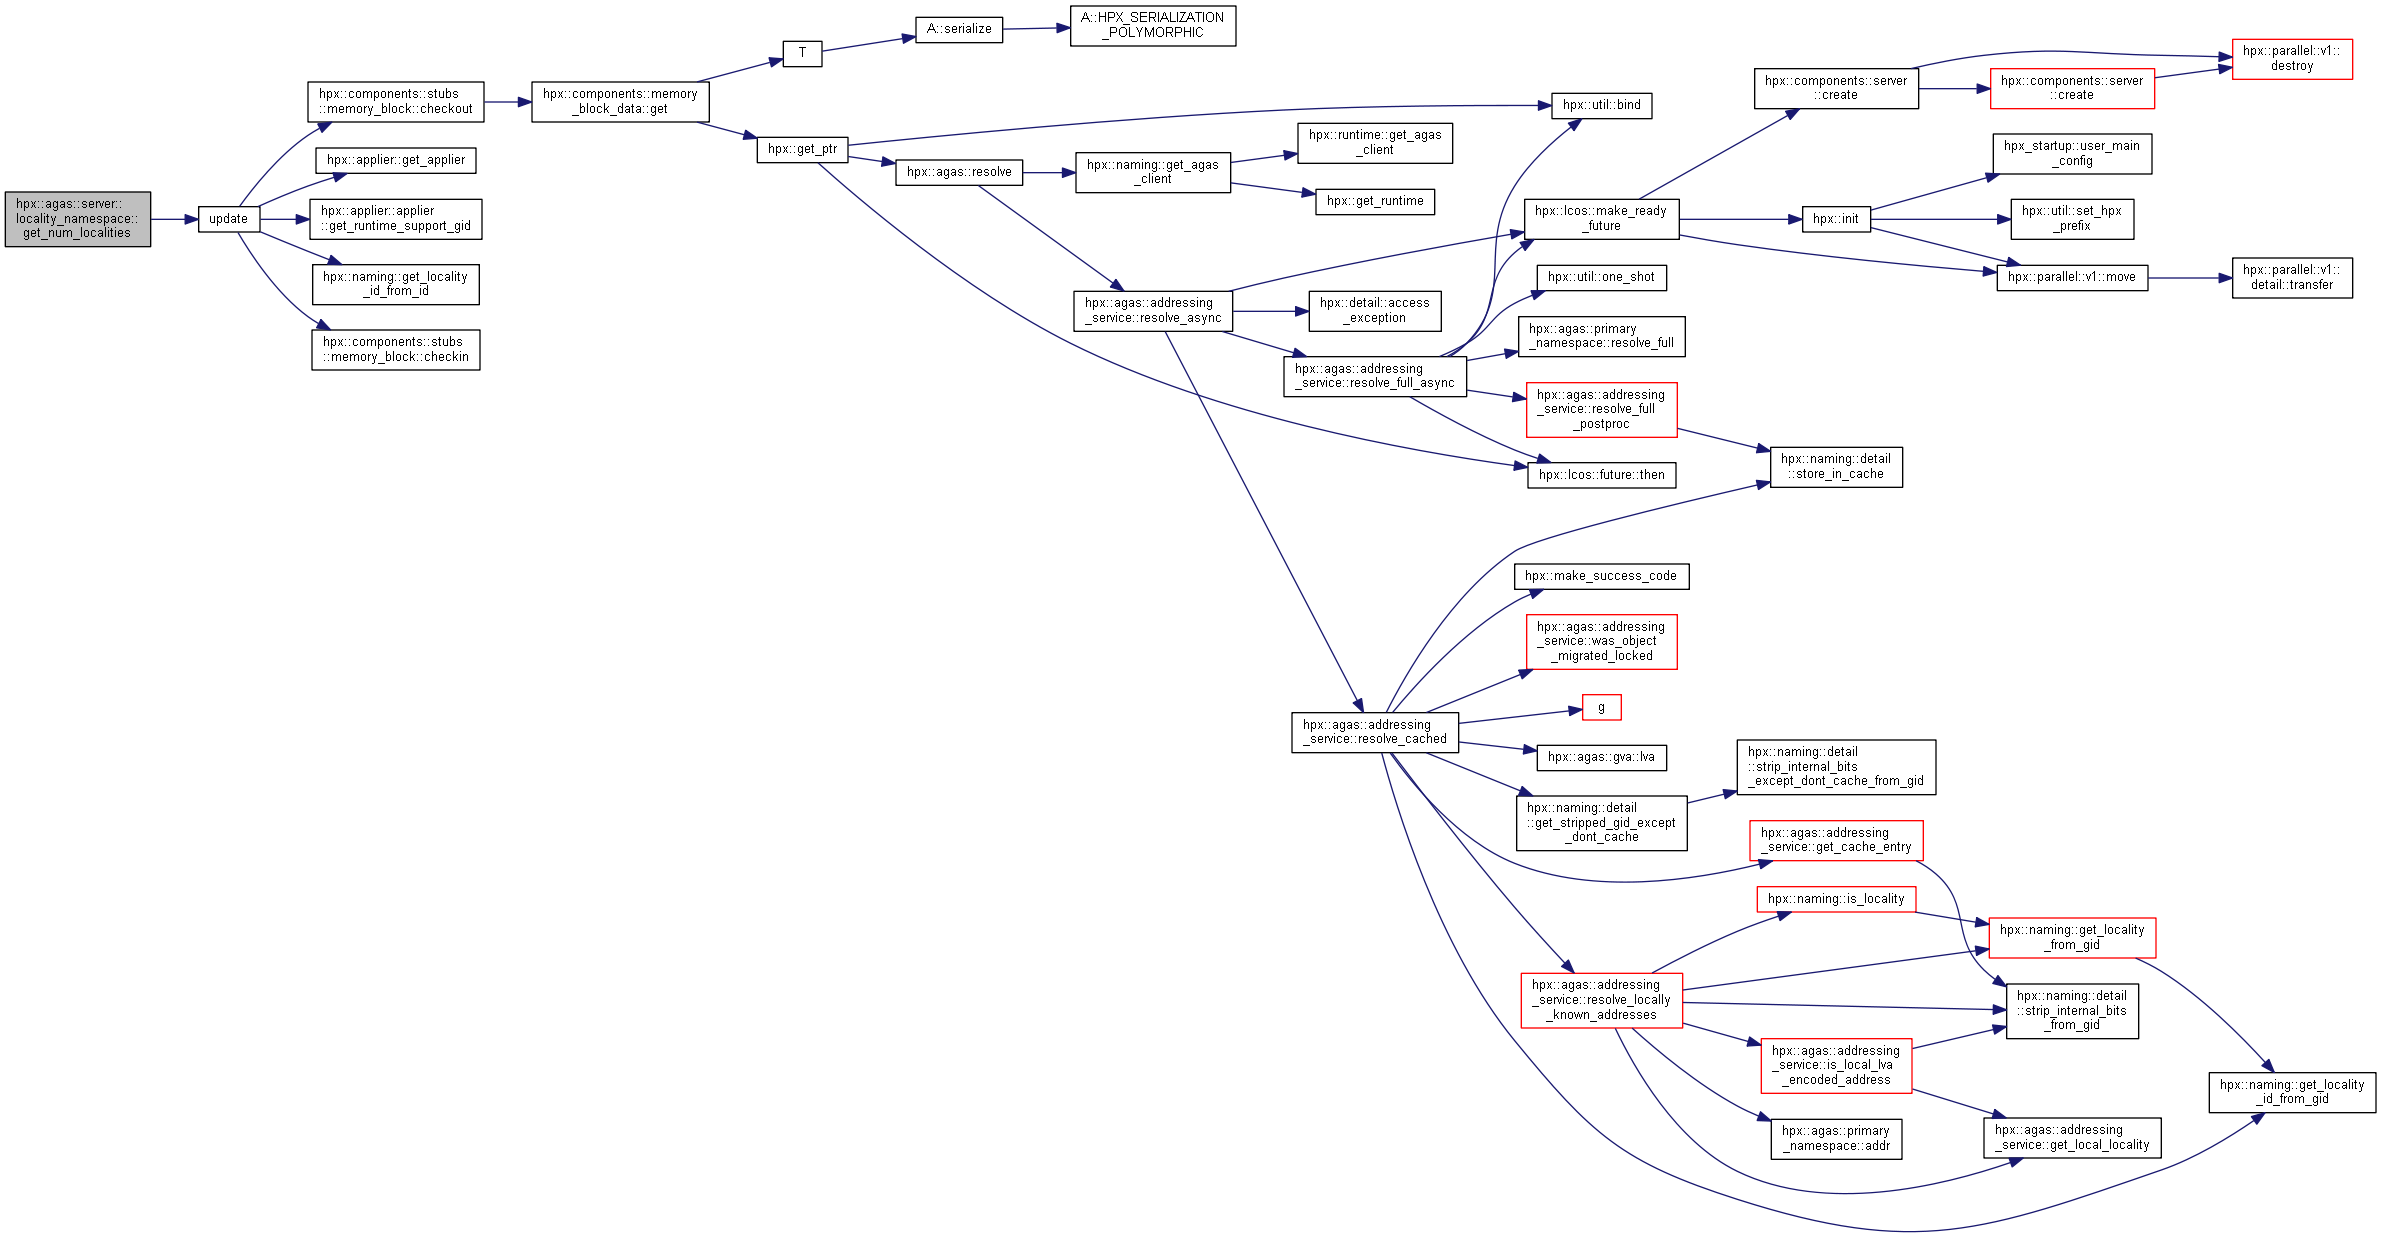 hpx::agas::server::
locality_namespace::
get_num_localities
update
hpx::components::stubs
::memory_block::checkout
hpx::applier::get_applier
hpx::applier::applier
::get_runtime_support_gid
hpx::naming::get_locality
_id_from_id
hpx::components::stubs
::memory_block::checkin
hpx::components::memory
_block_data::get
T
A::serialize
A::HPX_SERIALIZATION
_POLYMORPHIC
hpx::get_ptr
hpx::agas::resolve
hpx::naming::get_agas
_client
hpx::runtime::get_agas
_client
hpx::get_runtime
hpx::agas::addressing
_service::resolve_async
hpx::detail::access
_exception
hpx::agas::addressing
_service::resolve_full_async
hpx::agas::addressing
_service::resolve_cached
hpx::util::bind
hpx::lcos::make_ready
_future
hpx::util::one_shot
hpx::agas::primary
_namespace::resolve_full
hpx::agas::addressing
_service::resolve_full
_postproc
hpx::lcos::future::then
hpx::components::server
::create
hpx::components::server
::create
hpx::parallel::v1::
destroy
hpx::init
hpx_startup::user_main
_config
hpx::util::set_hpx
_prefix
hpx::parallel::v1::move
hpx::parallel::v1::
detail::transfer
hpx::naming::detail
::store_in_cache
hpx::make_success_code
hpx::agas::addressing
_service::was_object
_migrated_locked
g
hpx::agas::gva::lva
hpx::naming::detail
::get_stripped_gid_except
_dont_cache
hpx::naming::detail
::strip_internal_bits
_except_dont_cache_from_gid
hpx::agas::addressing
_service::get_cache_entry
hpx::naming::is_locality
hpx::agas::addressing
_service::resolve_locally
_known_addresses
hpx::naming::get_locality
_from_gid
hpx::naming::detail
::strip_internal_bits
_from_gid
hpx::agas::addressing
_service::is_local_lva
_encoded_address
hpx::agas::primary
_namespace::addr
hpx::agas::addressing
_service::get_local_locality
hpx::naming::get_locality
_id_from_gid